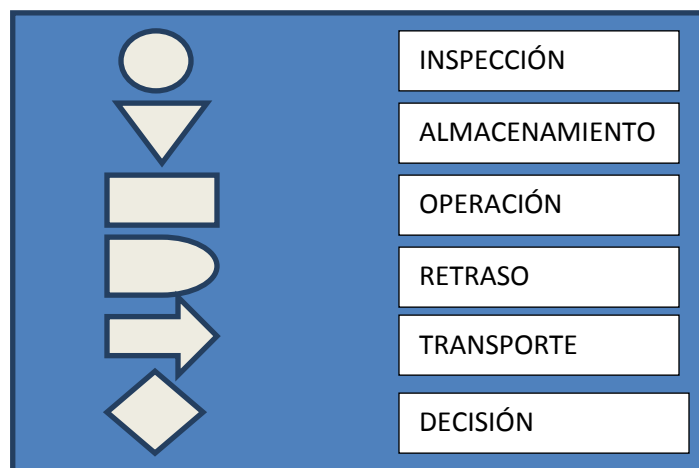 INSPECCIÓN
ALMACENAMIENTO
OPERACIÓN
RETRASO
TRANSPORTE
DECISIÓN